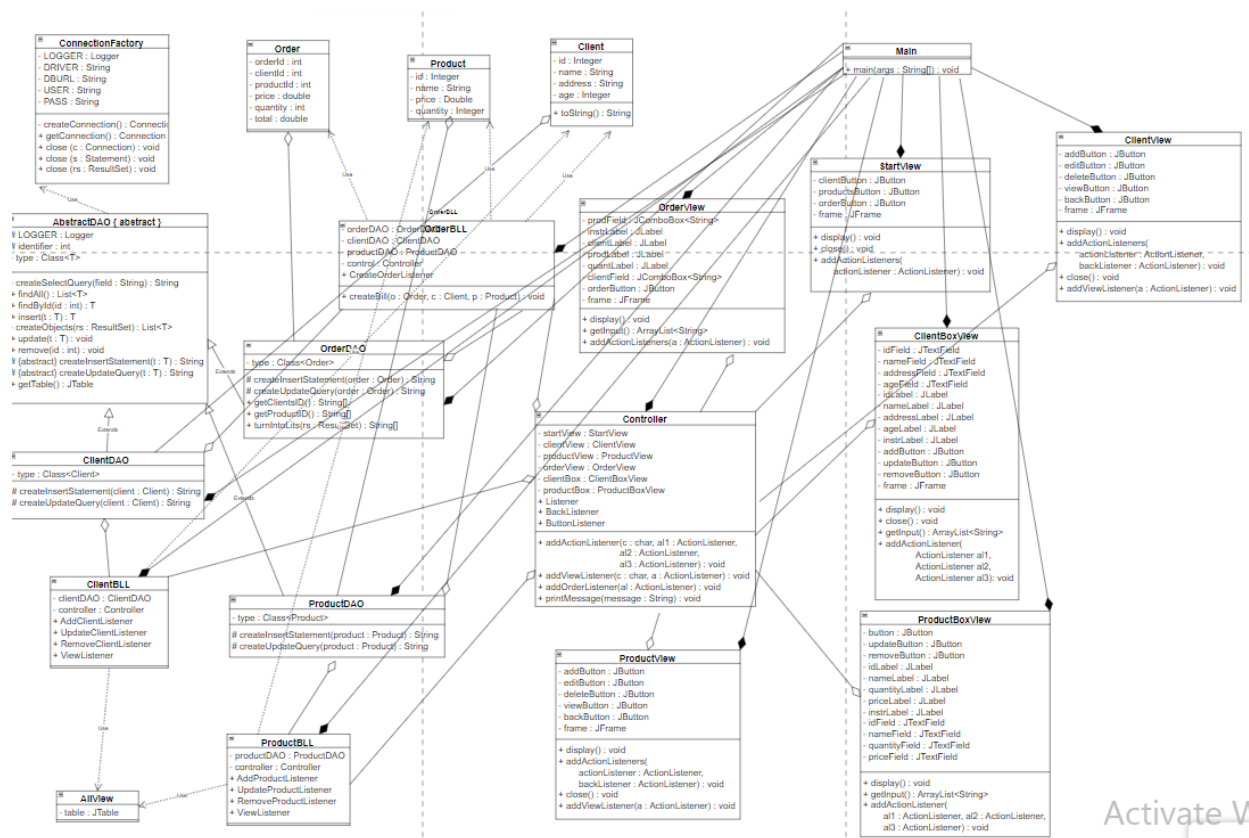 ConnectionFactory
- LOGGER : Logger
- DRIVER : String
- DBURL : String
- USER : String
- PASS : String
- createConnection() : Connecti
+ getConnection() : Connection
+ close (c : Connection) : void
+ close (s : Statement) : void
+ close (rs : ResultSet) : void
Order
- orderId : int
- clientId : int
- productId : int
- price : double
- quantity : int
- total : double
Product
- id : Integer
- name : String
- price : Double
- quantity : Integer
Client
- id : Integer
- name : String
- address : String
- age : Integer
+ toString() : String
Main
+ main(args : String[]) : void
Use
Use
Use
Use
AbstractDAO { abstract }
# LOGGER : Logger
# identifier : int
- type : Class<T>
- createSelectQuery(field : String) : String
+ findAll() : List<T>
+ findById(id : int) : T
+ insert(t : T) : T
- createObjects(rs : ResultSet) : List<T>
+ update(t : T) : void
+ remove(id : int) : void
# {abstract} createInsertStatement(t : T) : String
# {abstract} createUpdateQuery(t : T) : String
+ getTable() : JTable
Extends
Extends
Extends
OrderBLL
OrderBLL
- orderDAO : OrderDAO
- clientDAO : ClientDAO
- productDAO : ProductDAO
- control : Controller
+ CreateOrderListener
+ createBill(o : Order, c : Client, p : Product) : void
OrderView
- prodField : JComboBox<String>
- instrLabel : JLabel
- clientLabel : JLabel
- prodLabel : JLabel
- quantLabel : JLabel
- clientField : JComboBox<String>
- orderButton : JButton
- frame : JFrame
+ display() : void
+ getInput() : ArrayList<String>
+ addActionListeners(a : ActionListener) : void
StartView
- clientButton : JButton
- productsButton : JButton
- orderButton : JButton
- frame : JFrame
+ display() : void
+ close() : void
+ addActionListeners(
actionListener : ActionListener) : void
ClientView
- addButton : JButton
- editButton : JButton
- deleteButton : JButton
- viewButton : JButton
- backButton : JButton
- frame : JFrame
+ display() : void
+ addActionListeners(
actionListener : ActionListener,
backListener : ActionListener) : void
+ close() : void
+ addViewListener(a : ActionListener) : void
OrderDAO
- type : Class<Order>
# createInsertStatement(order : Order) : String
# createUpdateQuery(order : Order) : String
+ getClientsID() : String[]
+ getProductID() : String[]
+ turnIntoLits(rs : ResultSet) : String[]
ClientBoxView
- idField : JTextField
- nameField : JTextField
- addressField : JTextField
- ageField : JTextField
- idLabel : JLabel
- nameLabel : JLabel
- addressLabel : JLabel
- ageLabel : JLabel
- instrLabel : JLabel
- addButton : JButton
- updateButton : JButton
- removeButton : JButton
- frame : JFrame
+ display() : void
+ close() : void
+ getInput() : ArrayList<String>
+ addActionListener(
ActionListener al1,
ActionListener al2,
ActionListener al3): void
ClientDAO
- type : Class<Client>
# createInsertStatement(client : Client) : String
# createUpdateQuery(client : Client) : String
Controller
- startView : StartView
- clientView : ClientView
- productView : ProductView
- orderView : OrderView
- clientBox : ClientBoxView
- productBox : ProductBoxView
+ Listener
+ BackListener
+ ButtonListener
+ addActionListener(c : char, al1 : ActionListener,
al2 : ActionListener,
al3 : ActionListener) : void
+ addViewListener(c : char, a : ActionListener) : void
+ addOrderListener(al : ActionListener) : void
+ printMessage(message : String) : void
ClientBLL
- clientDAO : ClientDAO
- controller : Controller
+ AddClientListener
+ UpdateClientListener
+ RemoveClientListener
+ ViewListener
ProductDAO
- type : Class<Product>
# createInsertStatement(product : Product) : String
# createUpdateQuery(product : Product) : String
ProductView
- addButton : JButton
- editButton : JButton
- deleteButton : JButton
- viewButton : JButton
- backButton : JButton
- frame : JFrame
+ display() : void
+ addActionListeners(
actionListener : ActionListener,
backListener : ActionListener)
+ close() : void
+ addViewListener(a : ActionListener) : void
ProductBoxView
- button : JButton
- updateButton : JButton
- removeButton : JButton
- idLabel : JLabel
- nameLabel : JLabel
- quantityLabel : JLabel
- priceLabel : JLabel
- instrLabel : JLabel
- idField : JTextField
- nameField : JTextField
- quantityField : JTextField
- priceField : JTextField
+ display() : void
+ getInput() : ArrayList<String>
+ addActionListener(
al1 : ActionListener, al2 : ActionListener,
al3 : ActionListener) : void
Use
ProductBLL
- productDAO : ProductDAO
- controller : Controller
+ AddProductListener
+ UpdateProductListener
+ RemoveProductListener
+ ViewListener
Use
AllView
- table : JTable
Activate W